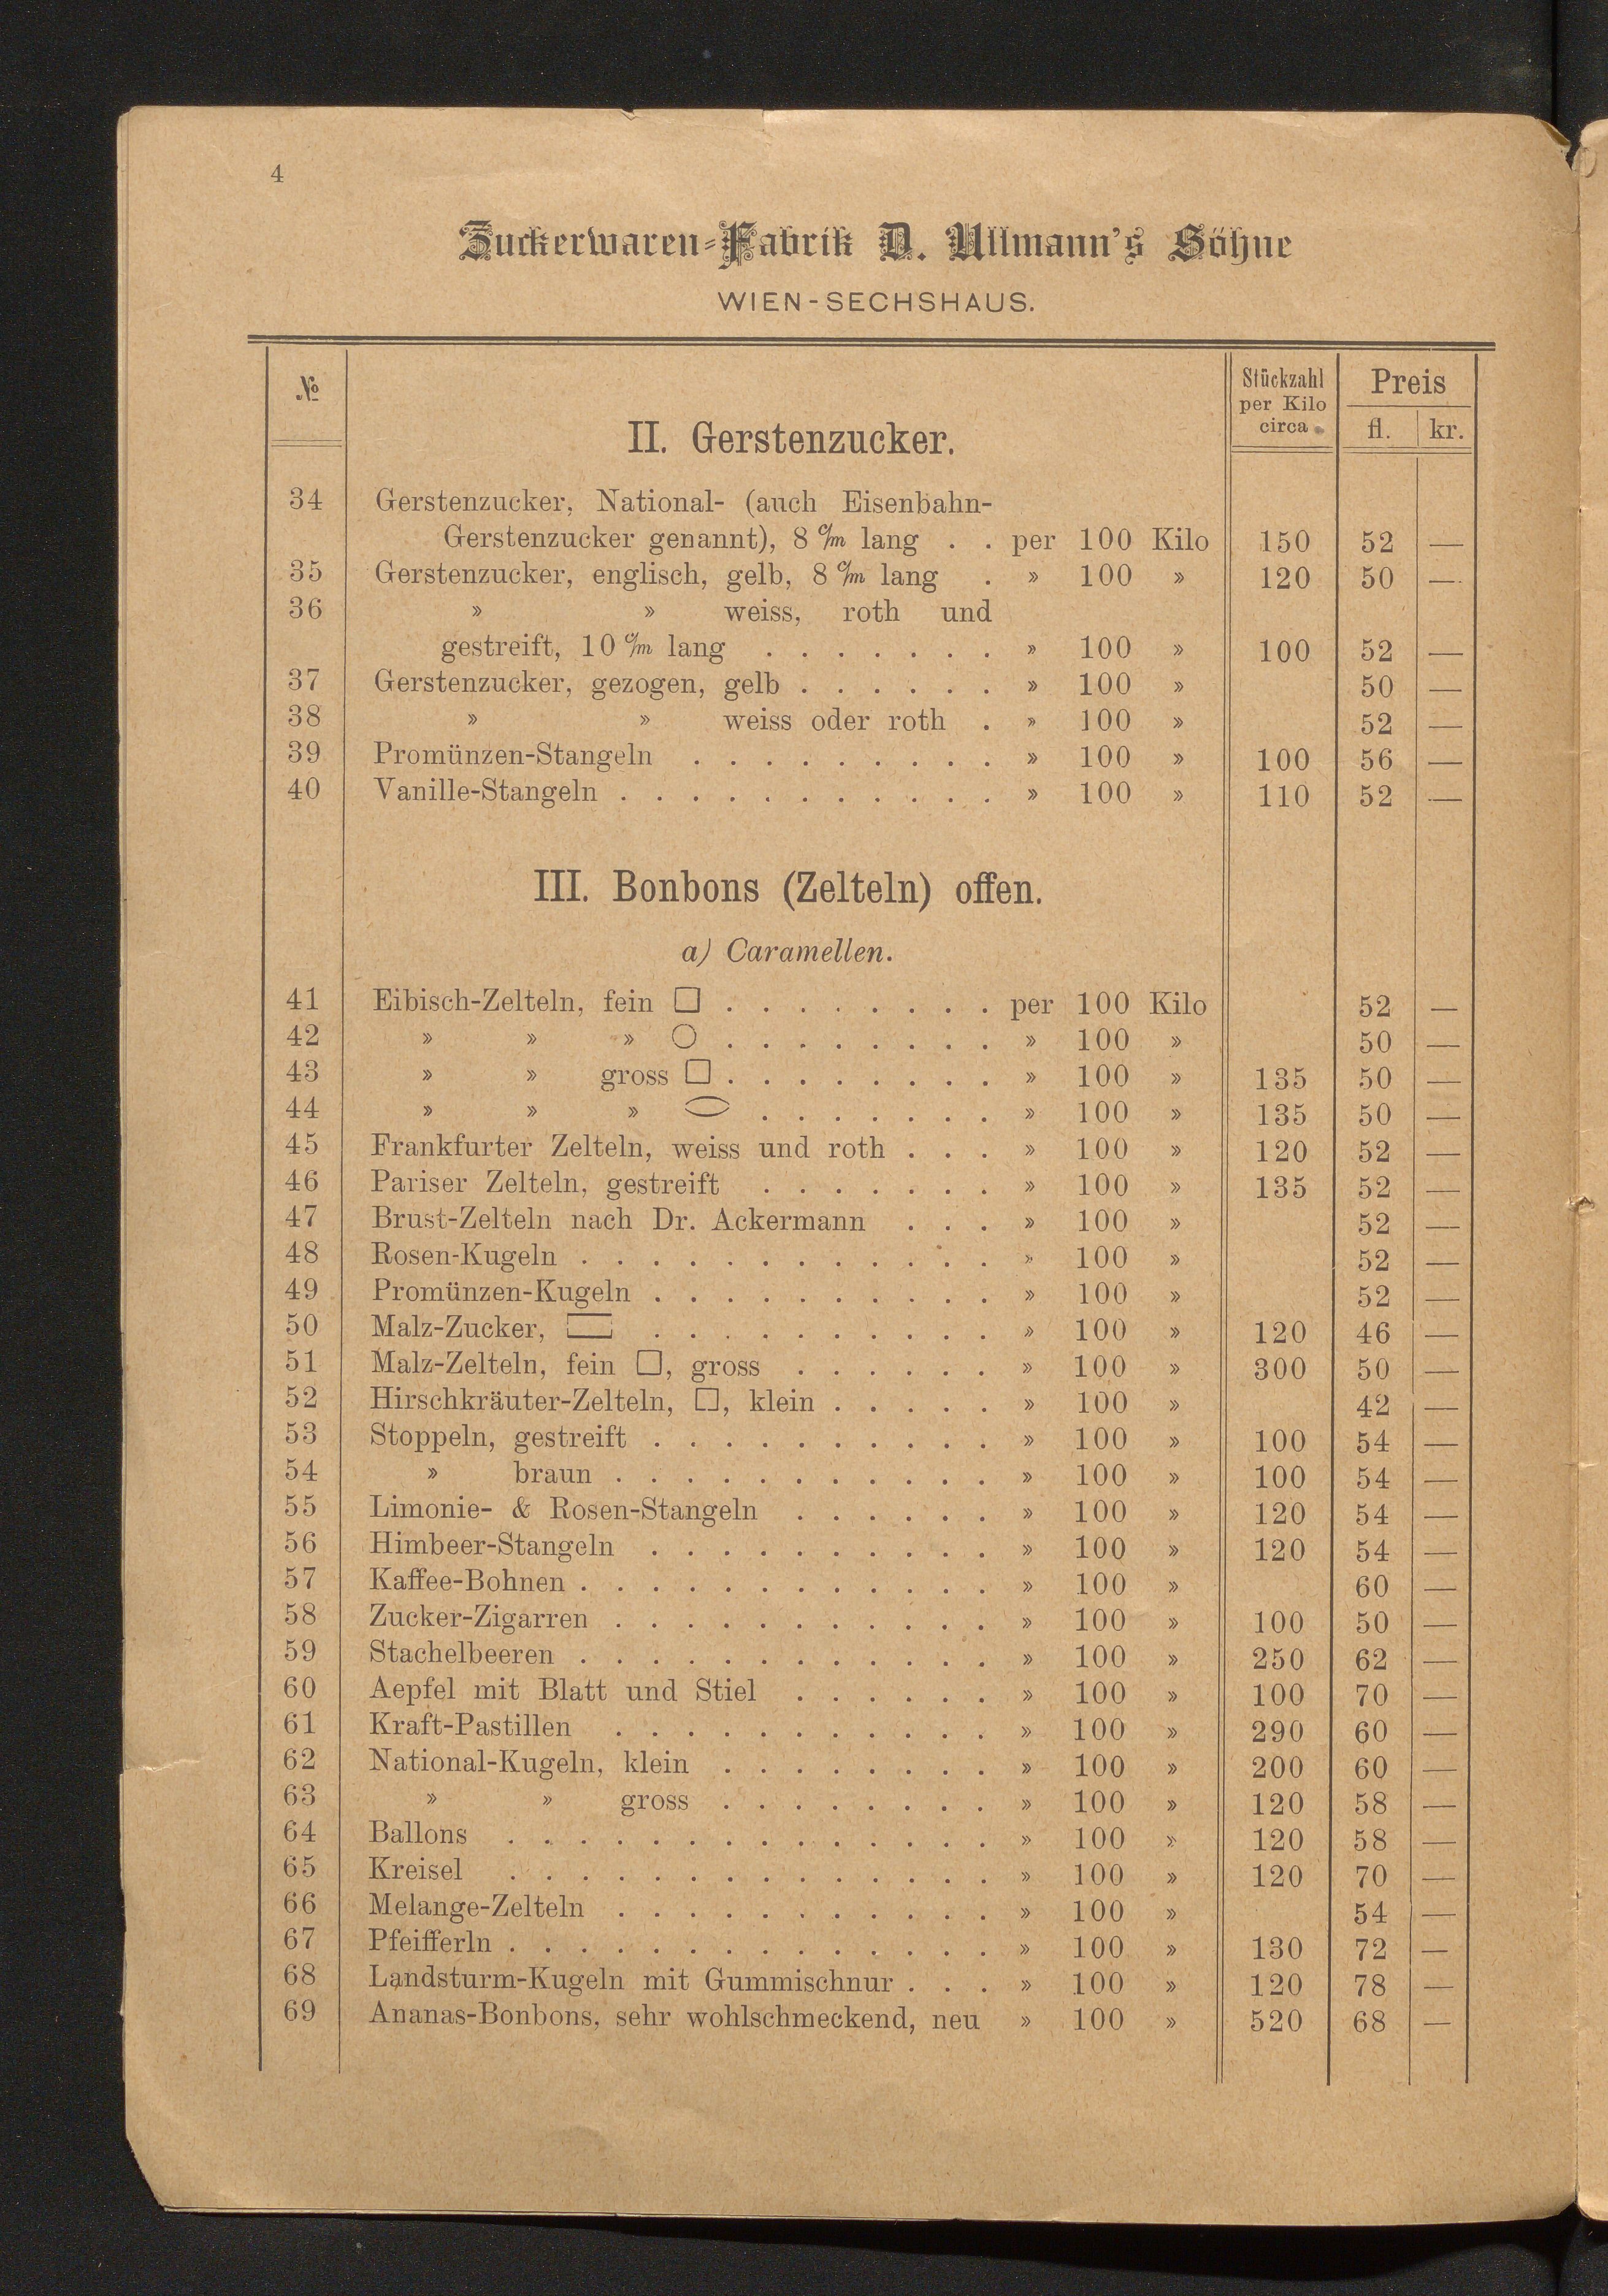 4
Zuckerwaren-Fabrik D. Ullmann's Söhne
WIEN-SECHSHAUS.
№ Stückzahl per Kilo circa Preis fl. kr.
II. Gerstenzucker.
34 Gerstenzucker, National- (auch Eisenbahn-
Gerstenzucker genannt), 8 c/m lang . . per 100 Kilo 150 52 —
35 Gerstenzucker, englisch, gelb, 8 c/m lang . » 100 » 120 50 —
36 » » weiss, roth und
gestreift, 10 c/m lang . . . . . . . » 100 » 100 52 —
37 Gerstenzucker, gezogen, gelb . . . . . . » 100 » 50 —
38 » » weiss oder roth . » 100 » 52 —
39 Promünzen-Stangeln . . . . . . . . . » 100 » 100 56 —
40 Vanille-Stangeln . . . . . . . . . . . » 100 » 110 52 —
III. Bonbons (Zelteln) offen.
a) Caramellen.
41 Eibisch-Zelteln, fein □ . . . . . . . . per 100 Kilo 52 —
42 » » » ○ . . . . . . . . » 100 » 50 —
43 » » gross □ . . . . . . . . » 100 » 135 50 —
44 » » » ⬭ . . . . . . . » 100 » 135 50 —
45 Frankfurter Zelteln, weiss und roth . . . » 100 » 120 52 —
46 Pariser Zelteln, gestreift . . . . . . . » 100 » 135 52 —
47 Brust-Zelteln nach Dr. Ackermann . . . » 100 » 52 —
48 Rosen-Kugeln . . . . . . . . . . . . » 100 » 52 —
49 Promünzen-Kugeln . . . . . . . . . . » 100 » 52 —
50 Malz-Zucker, ▭ . . . . . . . . . . » 100 » 120 46 —
51 Malz-Zelteln, fein □, gross . . . . . . » 100 » 300 50 —
52 Hirschkräuter-Zelteln, □, klein . . . . . » 100 » 42 —
53 Stoppeln, gestreift . . . . . . . . . . » 100 » 100 54 —
54 » braun . . . . . . . . . . . » 100 » 100 54 —
55 Limonie- & Rosen-Stangeln . . . . . . » 100 » 120 54 —
56 Himbeer-Stangeln . . . . . . . . . . » 100 » 120 54 —
57 Kaffee-Bohnen . . . . . . . . . . . . » 100 » 60 —
58 Zucker-Zigarren . . . . . . . . . . . » 100 » 100 50 —
59 Stachelbeeren . . . . . . . . . . . . » 100 » 250 62 —
60 Aepfel mit Blatt und Stiel . . . . . . » 100 » 100 70 —
61 Kraft-Pastillen . . . . . . . . . . . » 100 » 290 60 —
62 National-Kugeln, klein . . . . . . . . » 100 » 200 60 —
63 » » gross . . . . . . . . » 100 » 120 58 —
64 Ballons . . . . . . . . . . . . . . » 100 » 120 58 —
65 Kreisel . . . . . . . . . . . . . . » 100 » 120 70 —
66 Melange-Zelteln . . . . . . . . . . . » 100 » 54 —
67 Pfeifferln . . . . . . . . . . . . . . » 100 » 130 72 —
68 Landsturm-Kugeln mit Gummischnur . . . » 100 » 120 78 —
69 Ananas-Bonbons, sehr wohlschmeckend, neu » 100 » 520 68 —